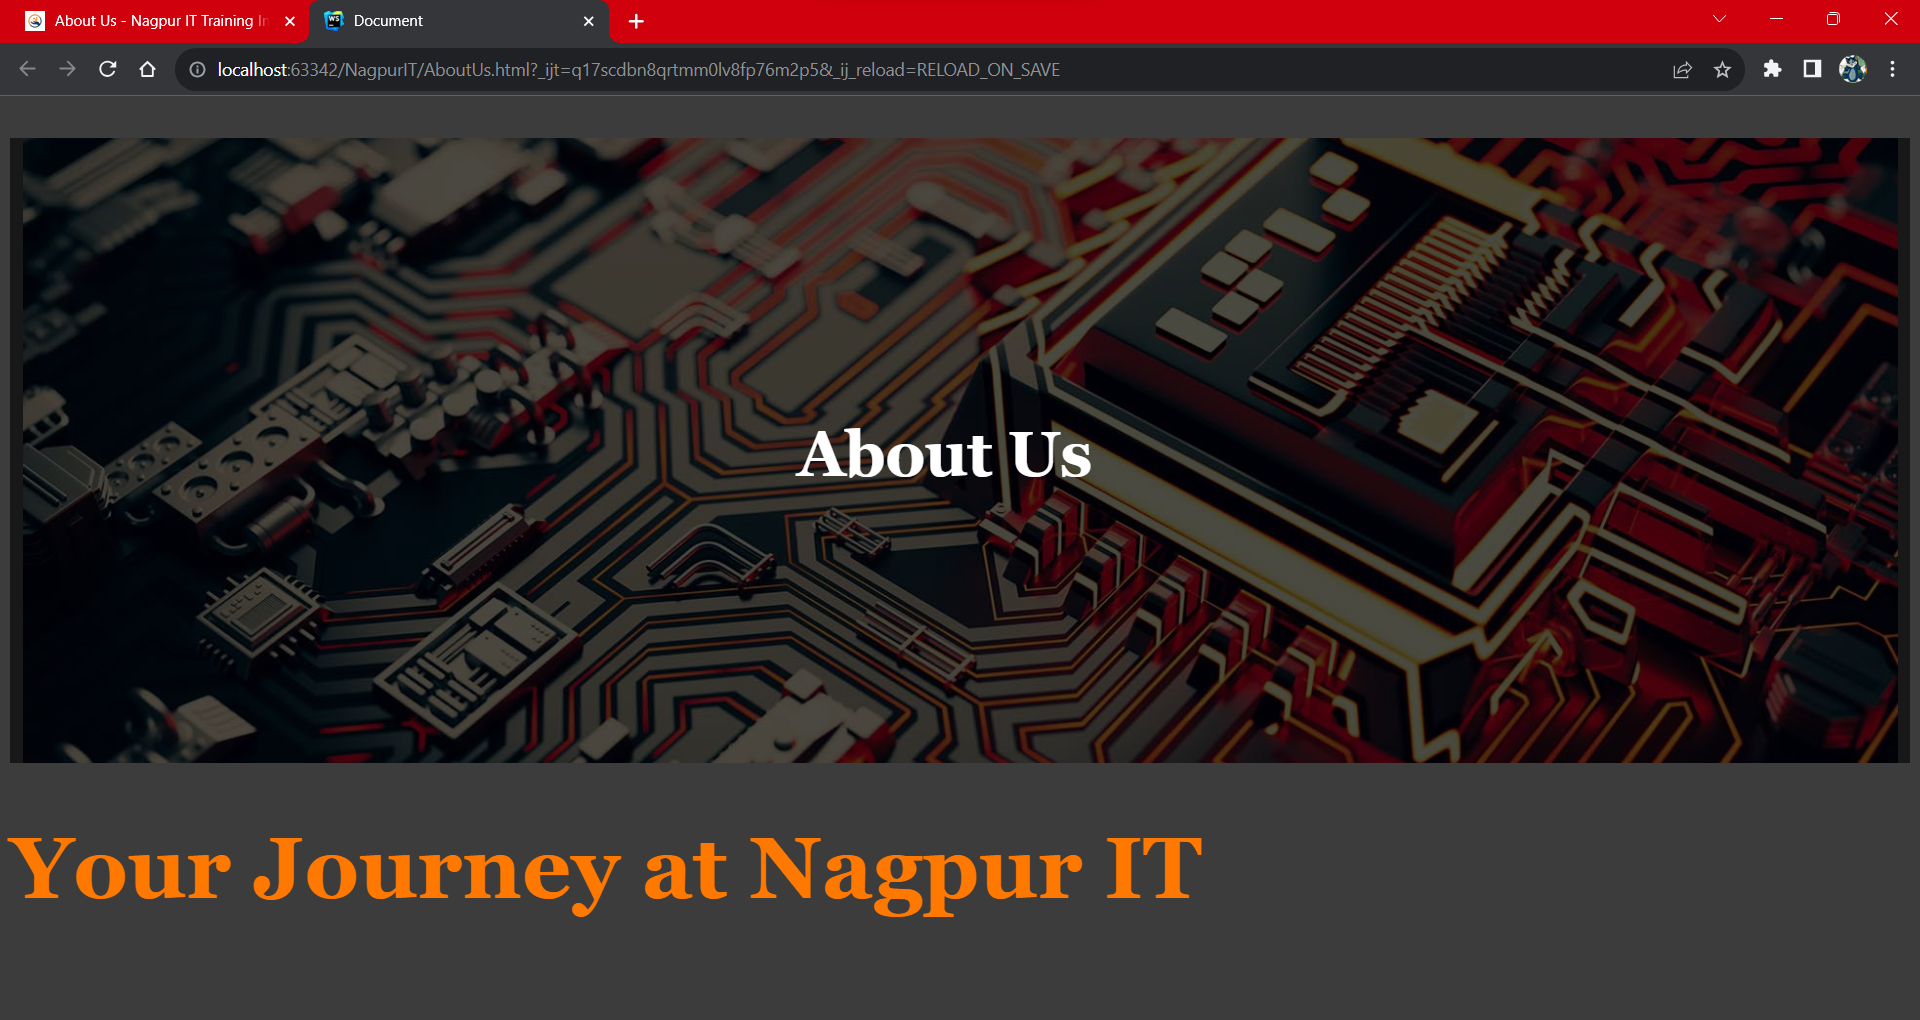 About Us - Nagpur IT Training In
Document
localhost:63342/NagpurIT/AboutUs.html?_ijt=q17scdbn8qrtmm0lv8fp76m2p5&_ij_reload=RELOAD_ON_SAVE
About Us
Your Journey at Nagpur IT